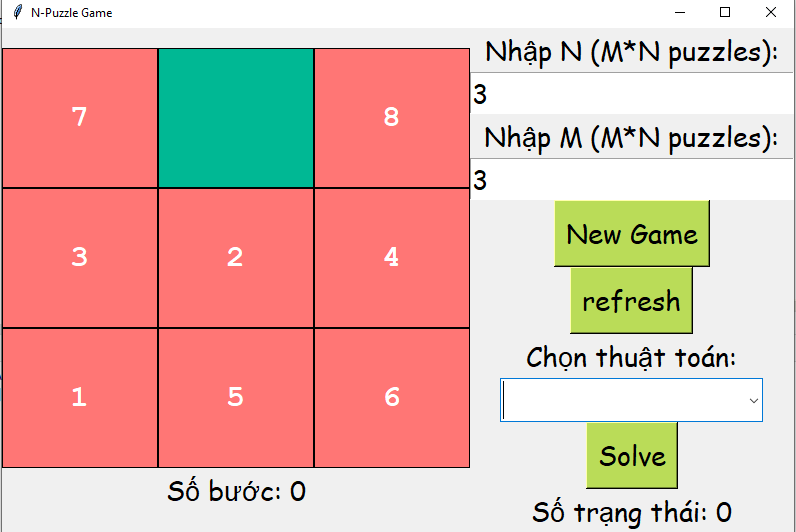 N-Puzzle Game
Nhập N (M*N puzzles):
3
Nhập M (M*N puzzles):
3
7 8
3 2 4
1 5 6
New Game
refresh
Chọn thuật toán:
Solve
Số bước: 0
Số trạng thái: 0